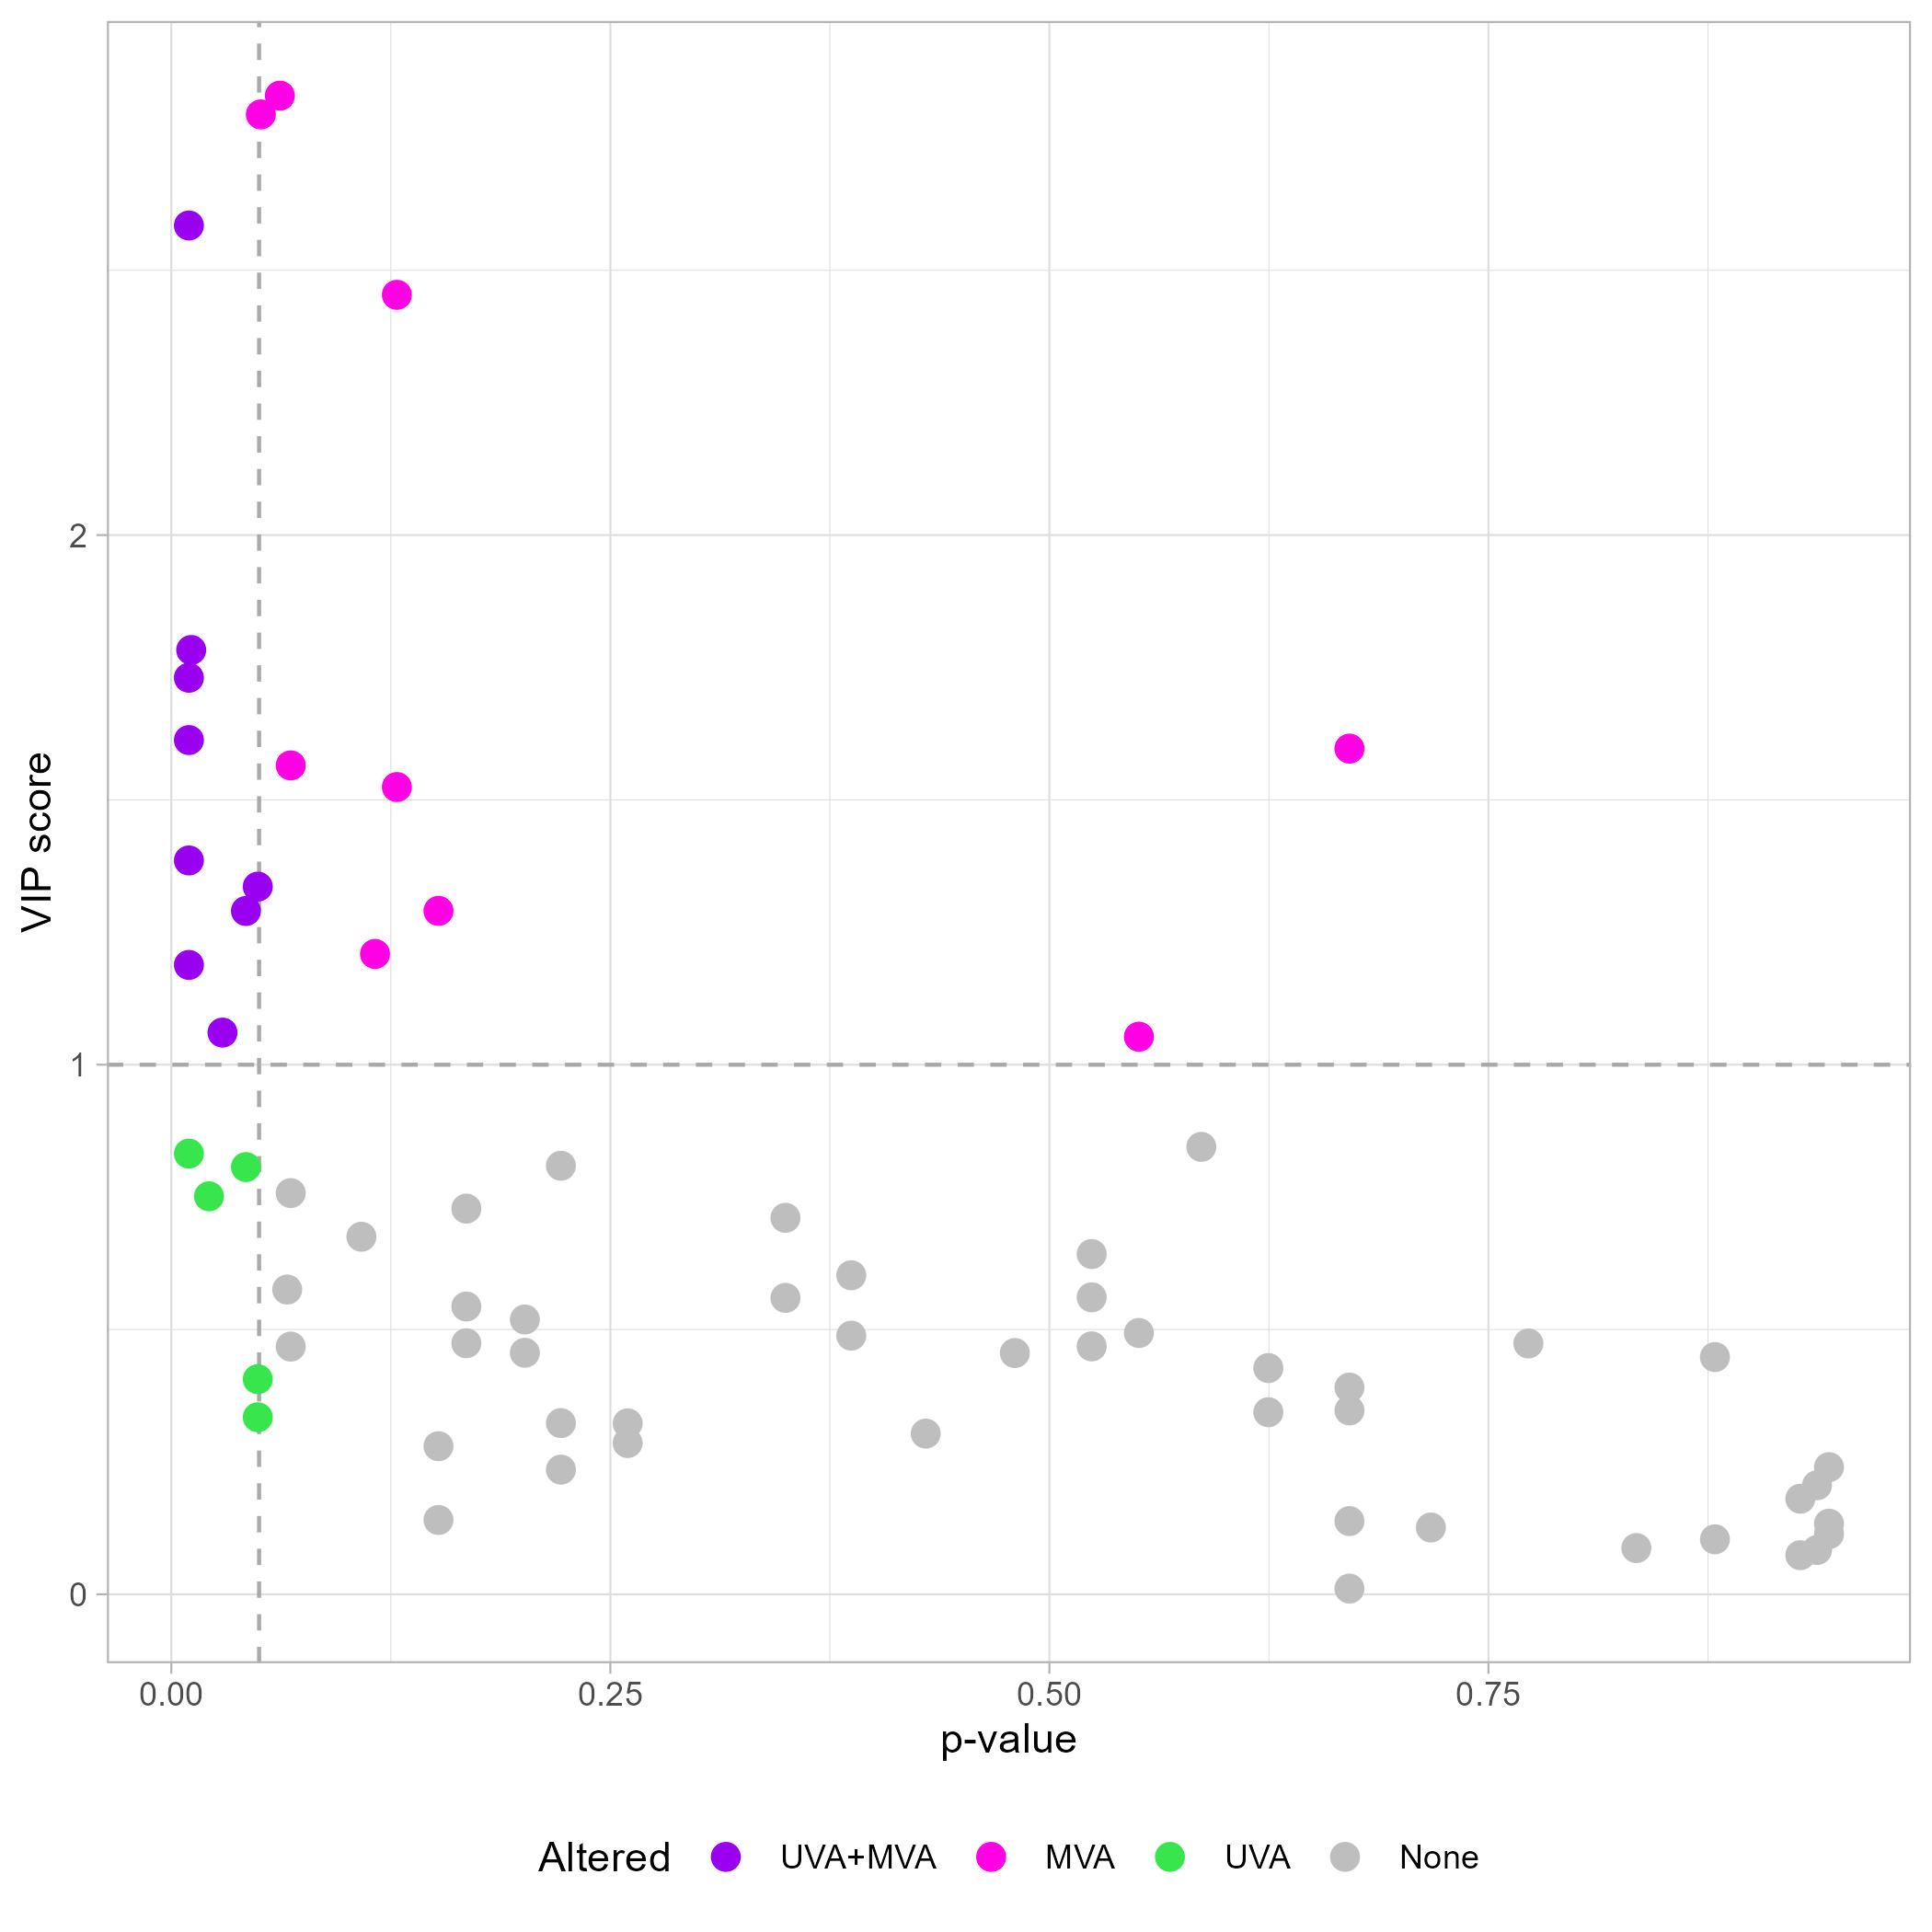 VIP score
2
1
0
0.00 0.25 0.50 0.75
p-value
Altered UVA+MVA MVA UVA None